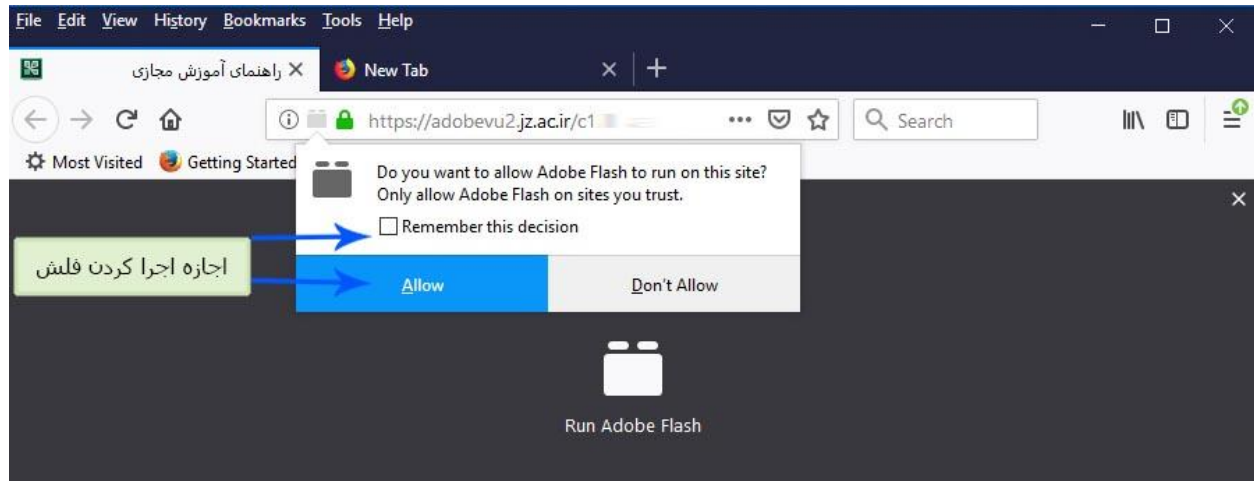 File Edit View History Bookmarks Tools Help
راهنمای آموزش مجازی
New Tab
https://adobevu2.jz.ac.ir/c1
Search
Most Visited Getting Started
Do you want to allow Adobe Flash to run on this site?
Only allow Adobe Flash on sites you trust.
Remember this decision
اجازه اجرا کردن فلش
Allow Don't Allow
Run Adobe Flash